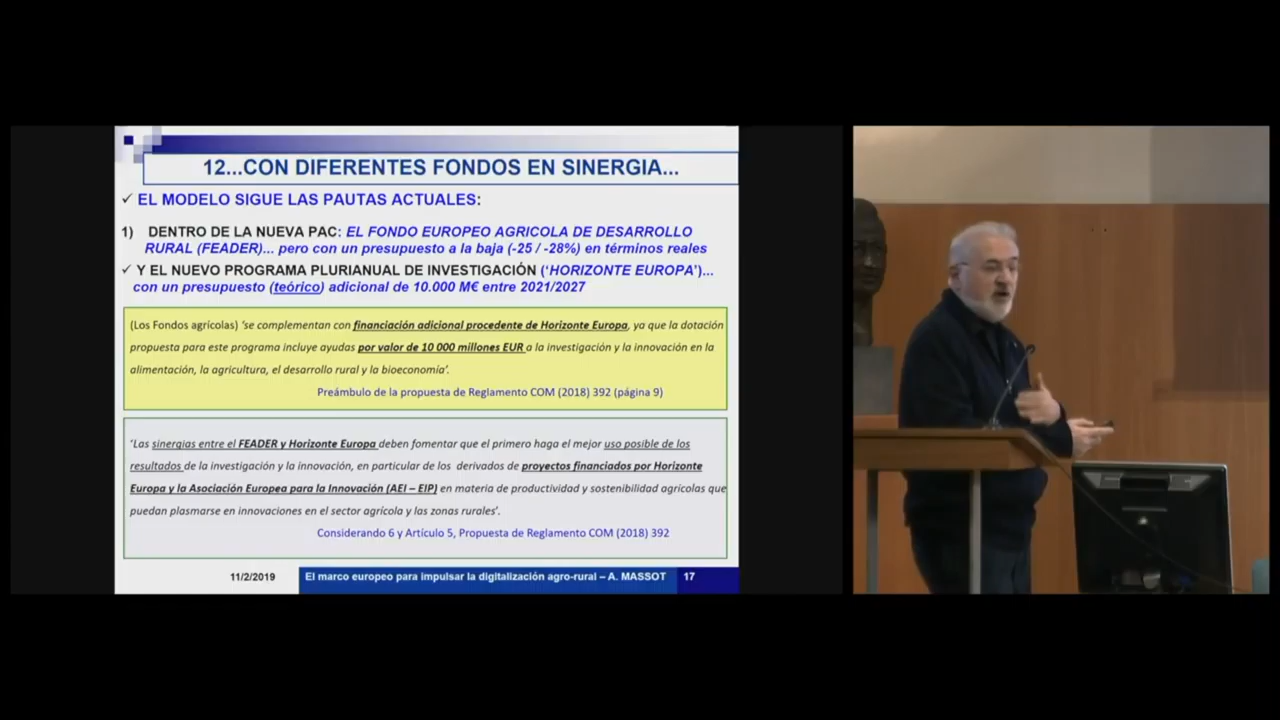 12...CON DIFERENTES FONDOS EN SINERGIA...
✓ EL MODELO SIGUE LAS PAUTAS ACTUALES:
1) DENTRO DE LA NUEVA PAC: EL FONDO EUROPEO AGRICOLA DE DESARROLLO
RURAL (FEADER)... pero con un presupuesto a la baja (-25 / -28%) en términos reales
✓ Y EL NUEVO PROGRAMA PLURIANUAL DE INVESTIGACIÓN ('HORIZONTE EUROPA')...
con un presupuesto (teórico) adicional de 10.000 M€ entre 2021/2027
(Los Fondos agrícolas) 'se complementan con financiación adicional procedente de Horizonte Europa, ya que la dotación
propuesta para este programa incluye ayudas por valor de 10 000 millones EUR a la investigación y la innovación en la
alimentación, la agricultura, el desarrollo rural y la bioeconomía'.
Preámbulo de la propuesta de Reglamento COM (2018) 392 (página 9)
'Las sinergias entre el FEADER y Horizonte Europa deben fomentar que el primero haga el mejor uso posible de los
resultados de la investigación y la innovación, en particular de los derivados de proyectos financiados por Horizonte
Europa y la Asociación Europea para la Innovación (AEI – EIP) en materia de productividad y sostenibilidad agrícolas que
puedan plasmarse en innovaciones en el sector agrícola y las zonas rurales'.
Considerando 6 y Artículo 5, Propuesta de Reglamento COM (2018) 392
11/2/2019 El marco europeo para impulsar la digitalización agro-rural – A. MASSOT 17